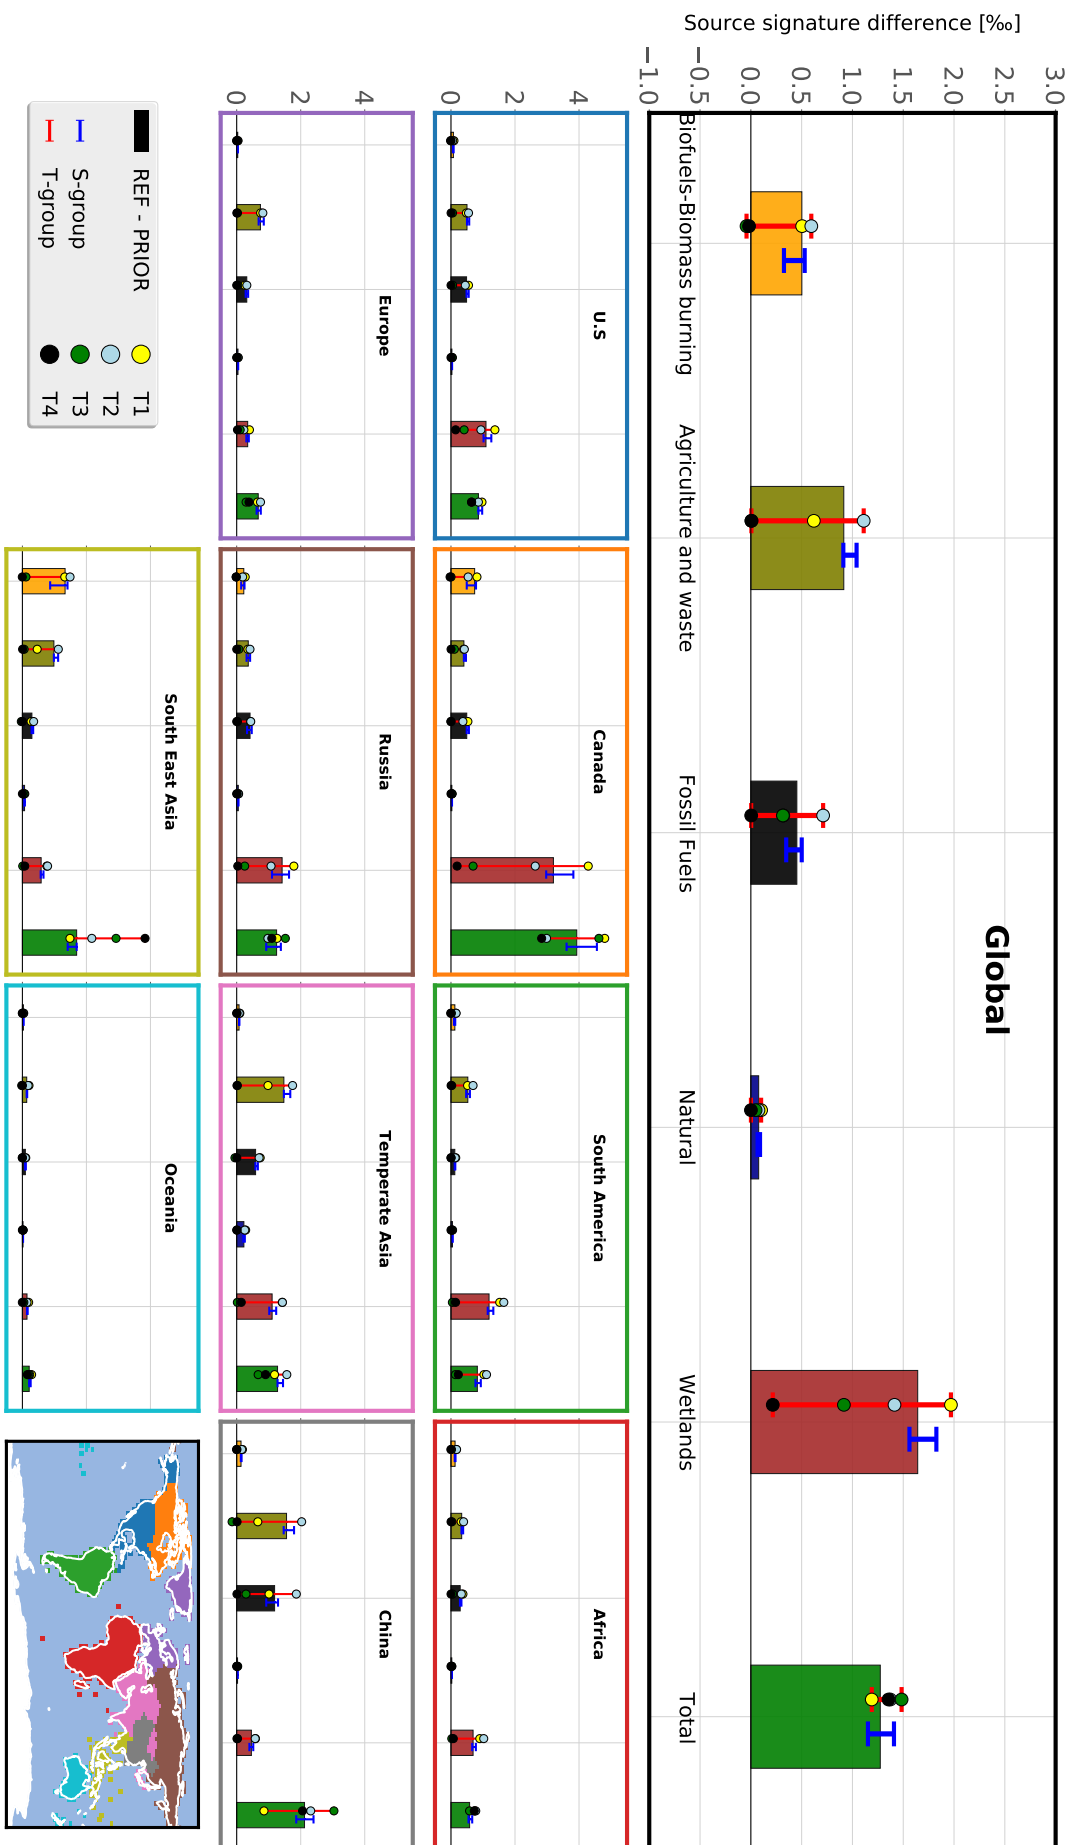 Global
Source signature difference [‰]
3.0
2.5
2.0
1.5
1.0
0.5
0.0
−0.5
−1.0
Biofuels-Biomass burning
Agriculture and waste
Fossil Fuels
Natural
Wetlands
Total
4
2
0
U.S
Canada
South America
Africa
4
2
0
Europe
Russia
Temperate Asia
China
South East Asia
Oceania
REF - PRIOR
S-group
T-group
T1
T2
T3
T4